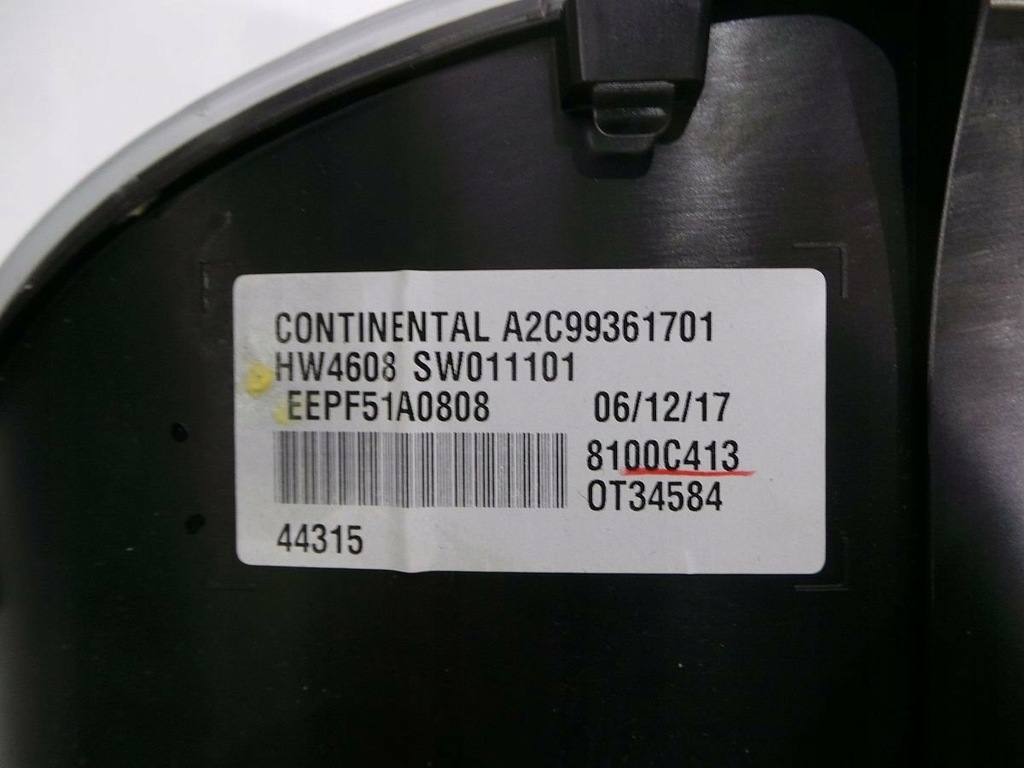 CONTINENTAL A2C99361701
HW4608 SW011101
EEPF51A0808 06/12/17
8100C413
OT34584
44315